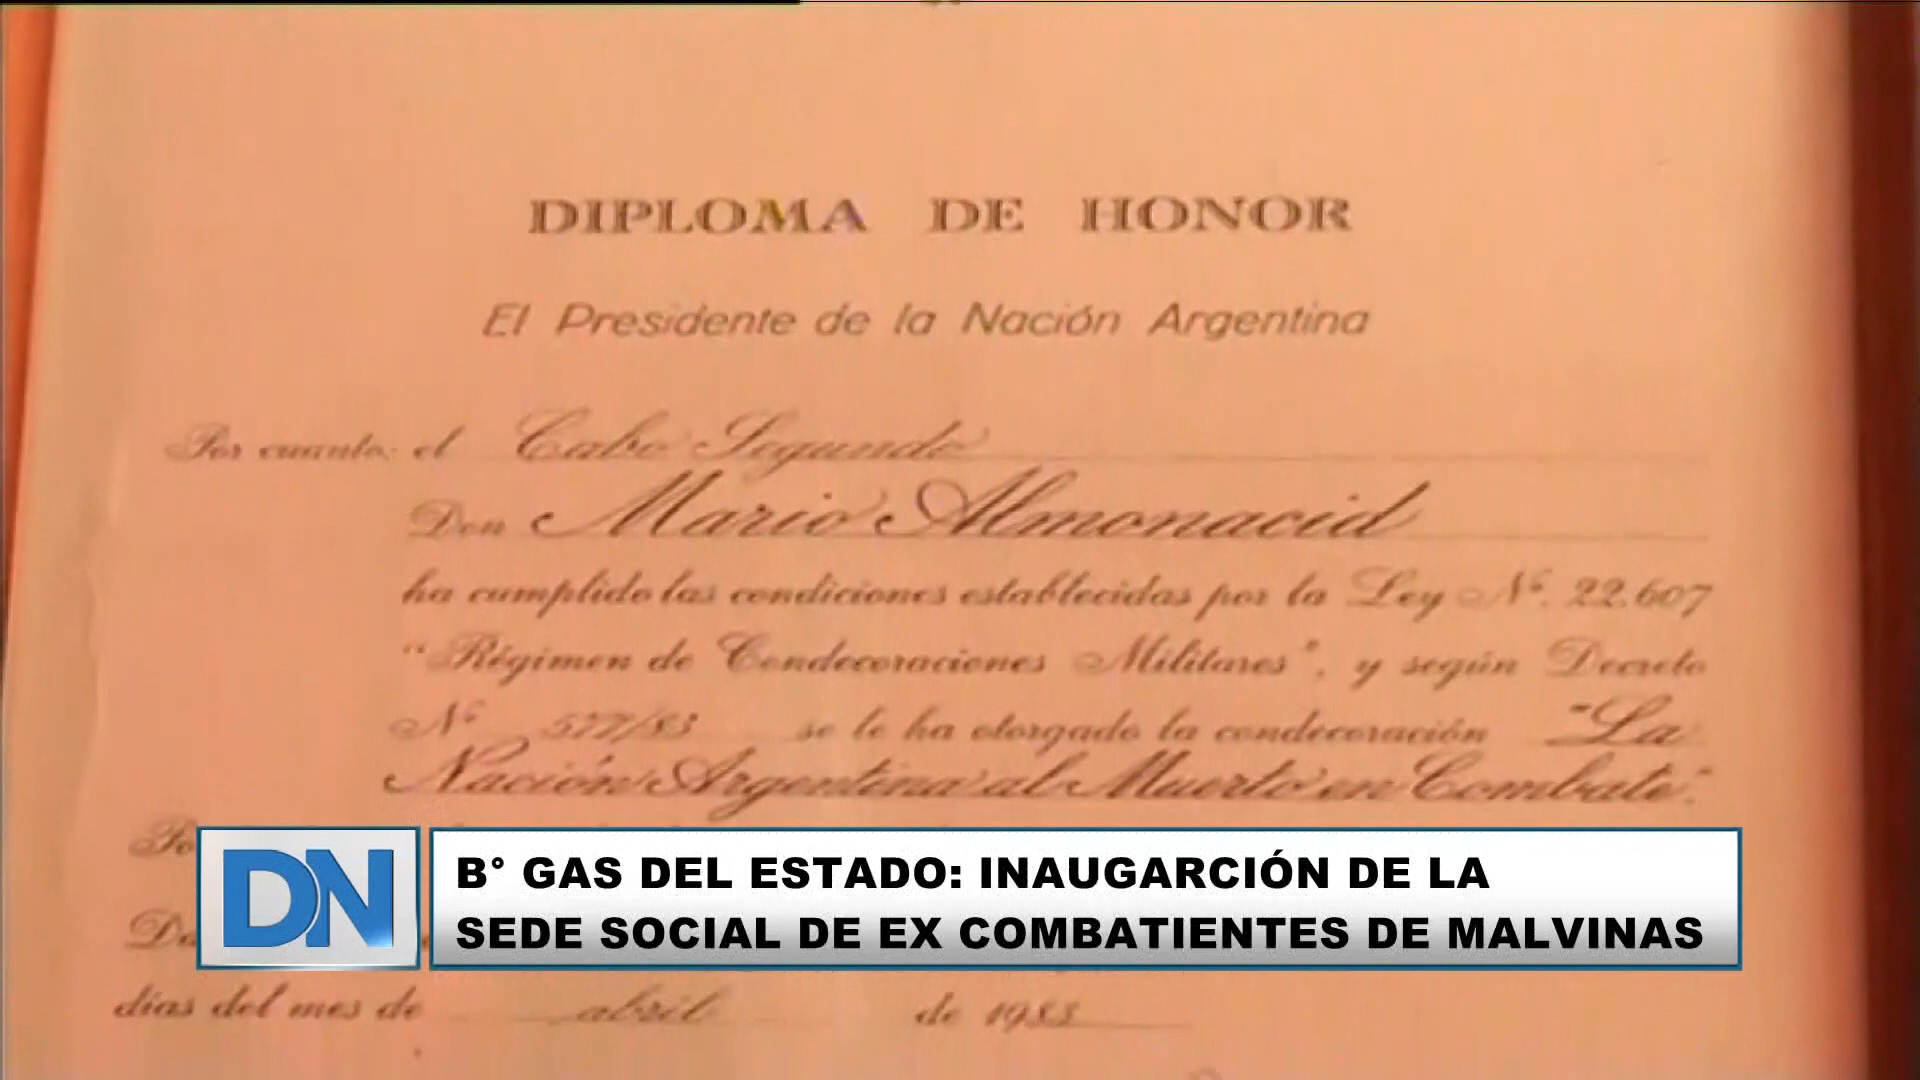 DIPLOMA DE HONOR
El Presidente de la Nación Argentina
Por cuanto: el Cabo Segundo
Don Mario Almonacid
ha cumplido las condiciones establecidas por la Ley Nº. 22.607
"Régimen de Condecoraciones Militares", y según Decreto
Nº 577/83 se le ha otorgado la condecoración "La
Nación Argentina al Muerto en Combate".
DN
B° GAS DEL ESTADO: INAUGARCIÓN DE LA
SEDE SOCIAL DE EX COMBATIENTES DE MALVINAS
días del mes de abril de 1983